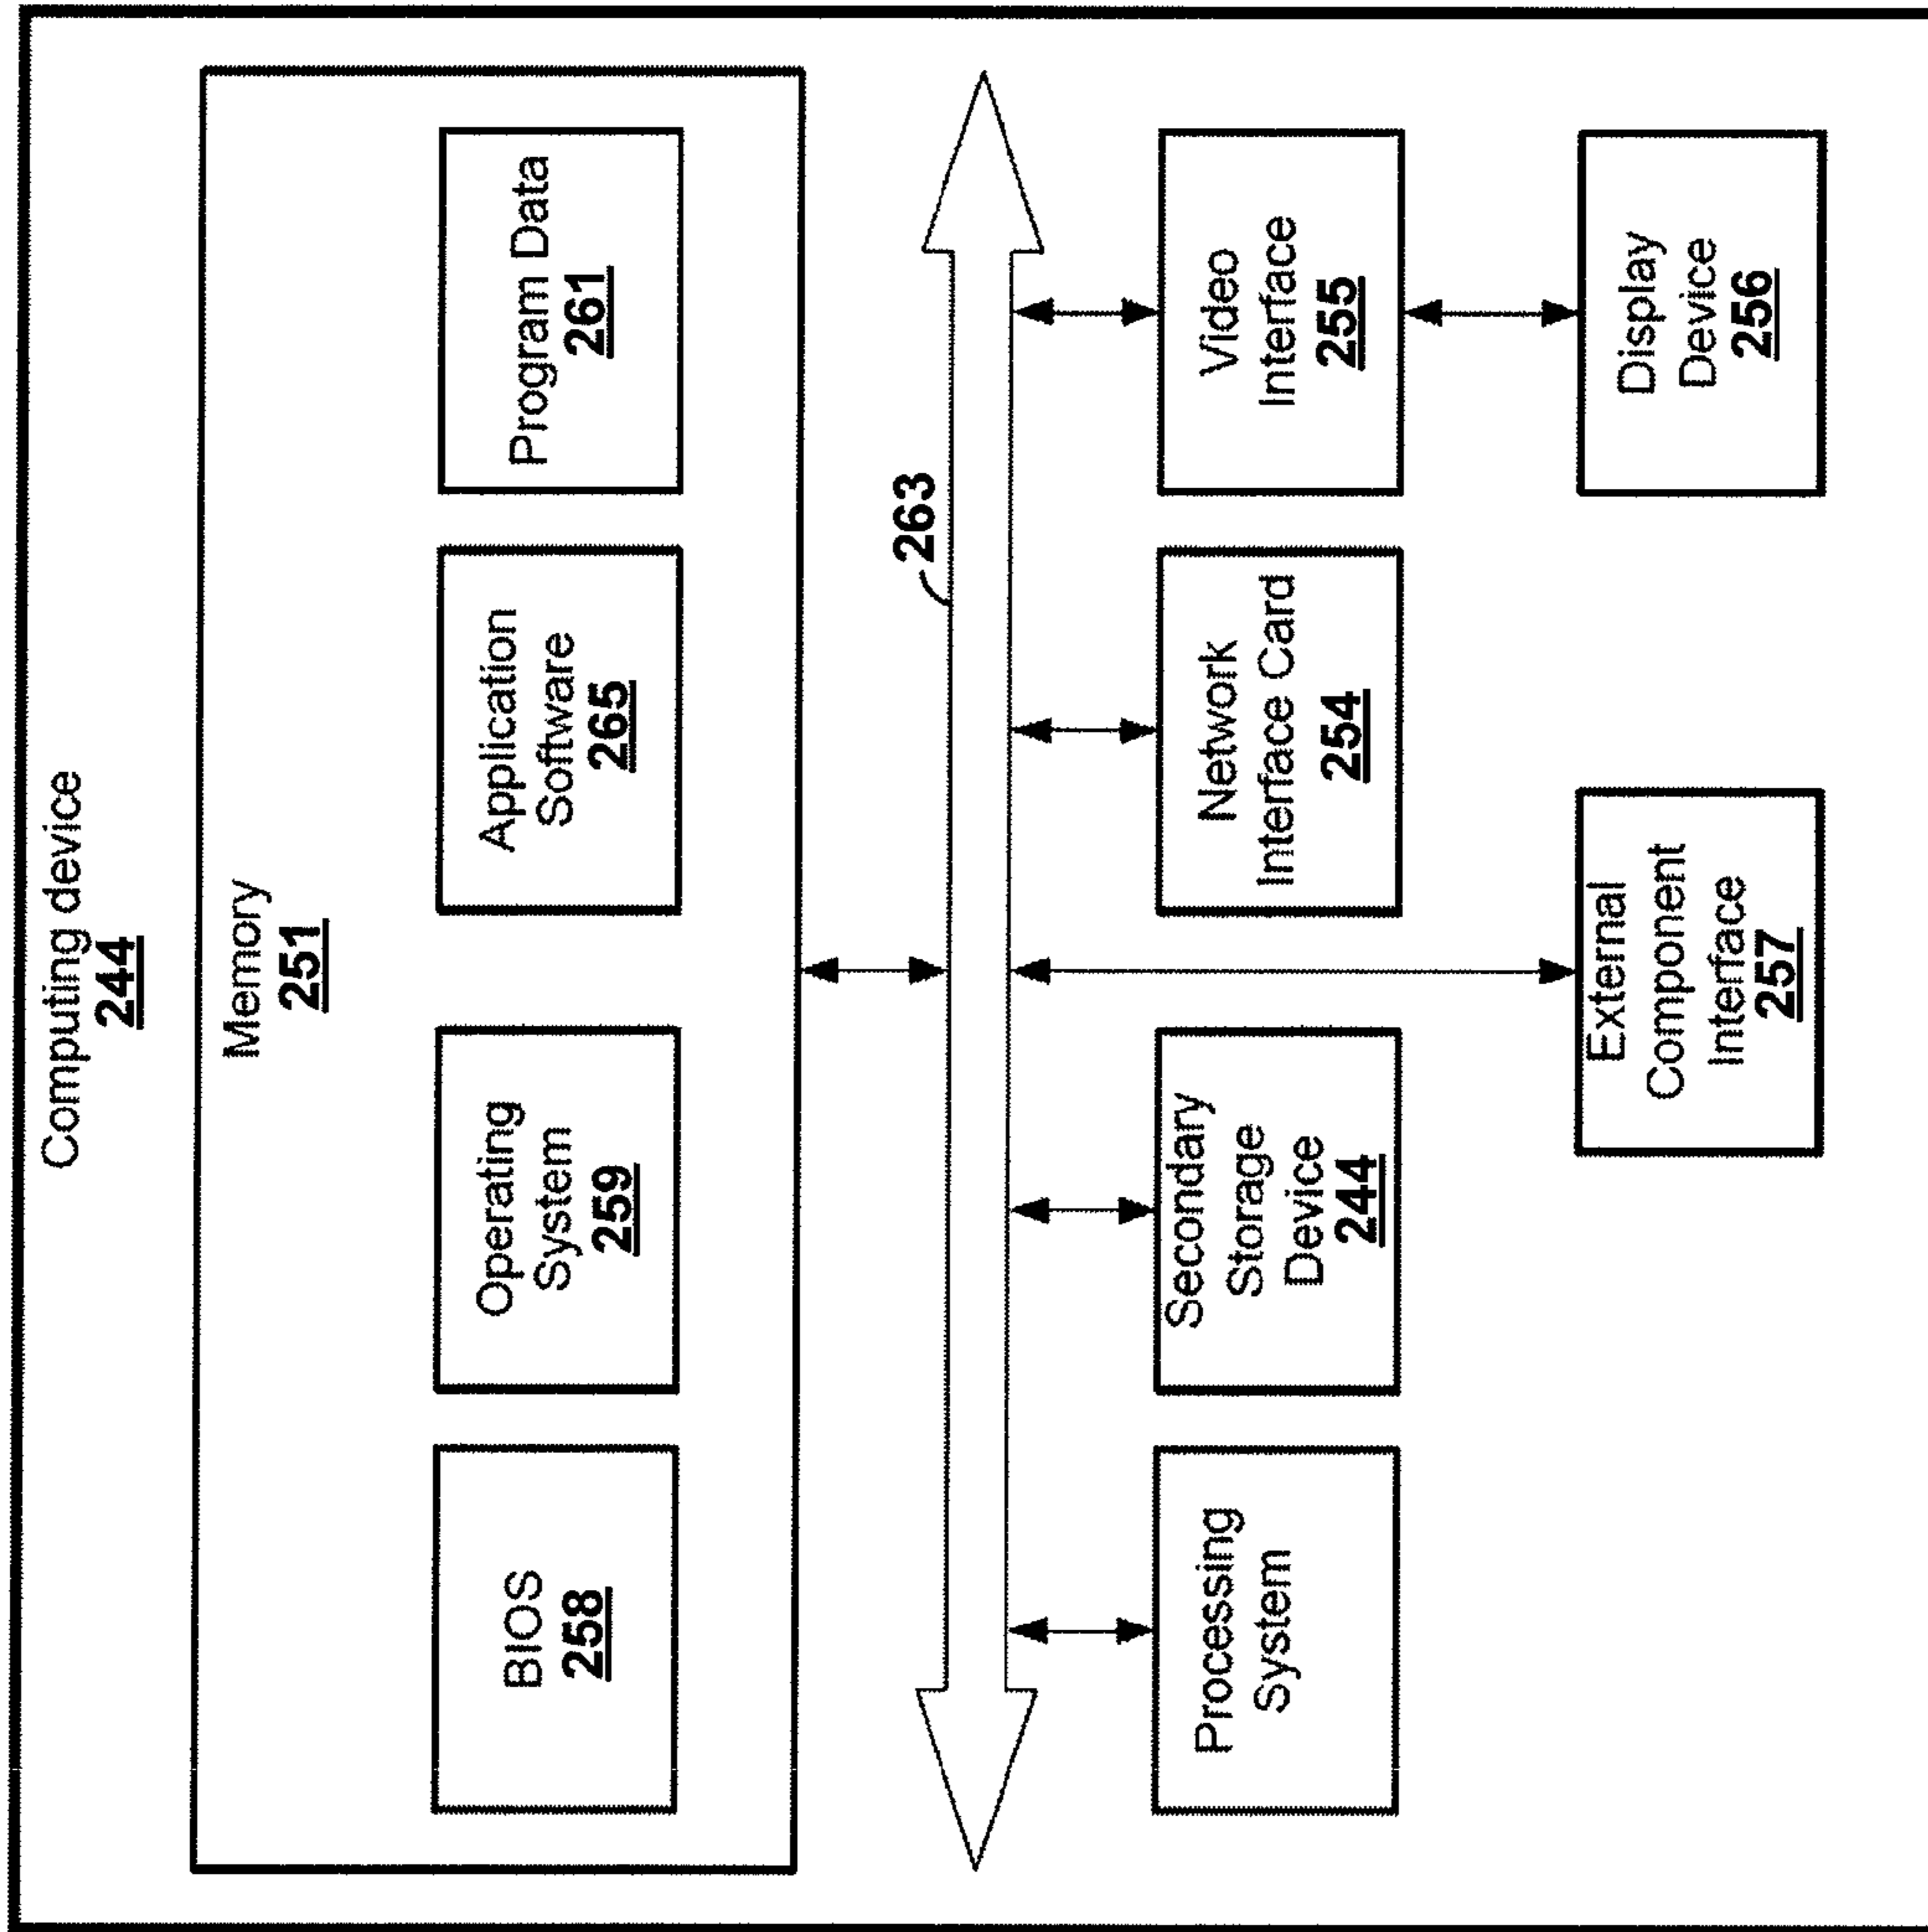 Computing device
244
Memory
251
BIOS
258
Operating
System
259
Application
Software
265
Program Data
261
263
Processing
System
Secondary
Storage
Device
244
Network
Interface Card
254
Video
Interface
255
External
Component
Interface
257
Display
Device
256